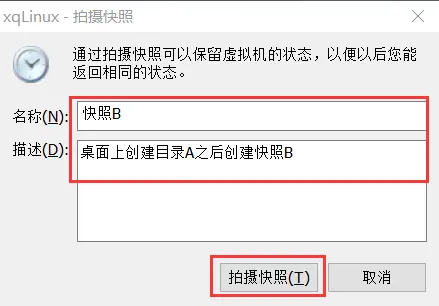 xqLinux - 拍摄快照
通过拍摄快照可以保留虚拟机的状态，以便以后您能
返回相同的状态。
名称(N): 快照B
描述(D): 桌面上创建目录A之后创建快照B
拍摄快照(T) 取消